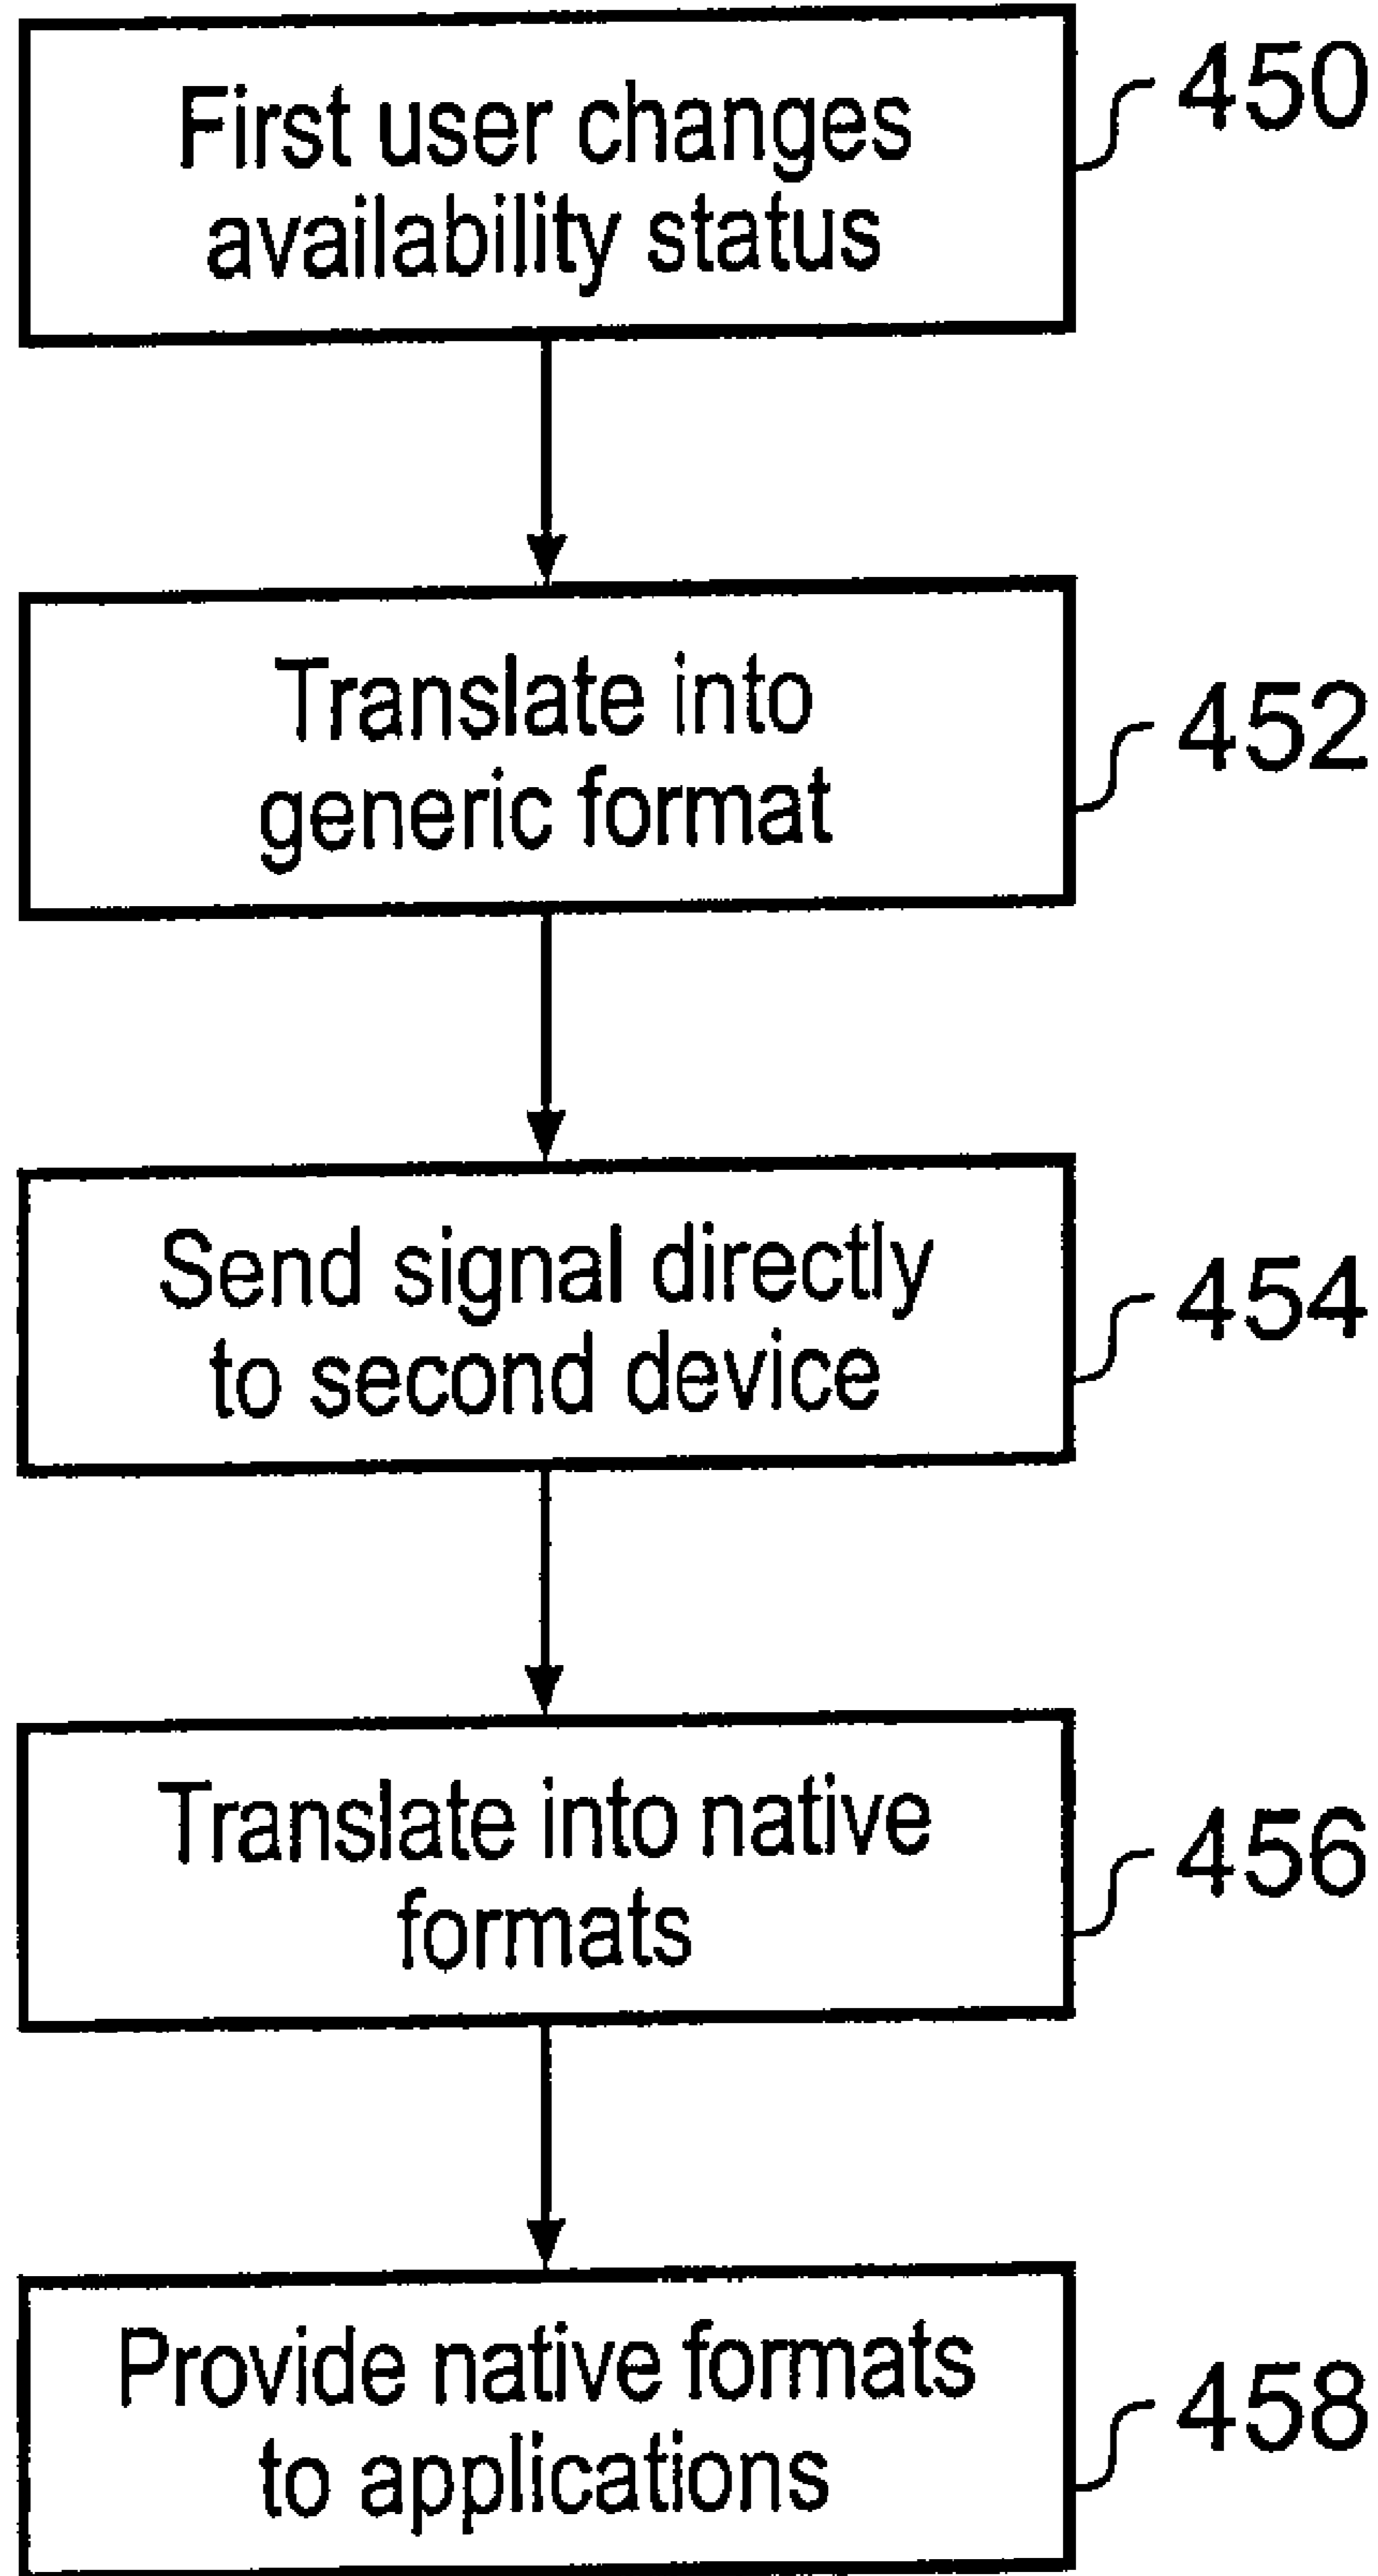 First user changes
availability status
450
Translate into
generic format
452
Send signal directly
to second device
454
Translate into native
formats
456
Provide native formats
to applications
458